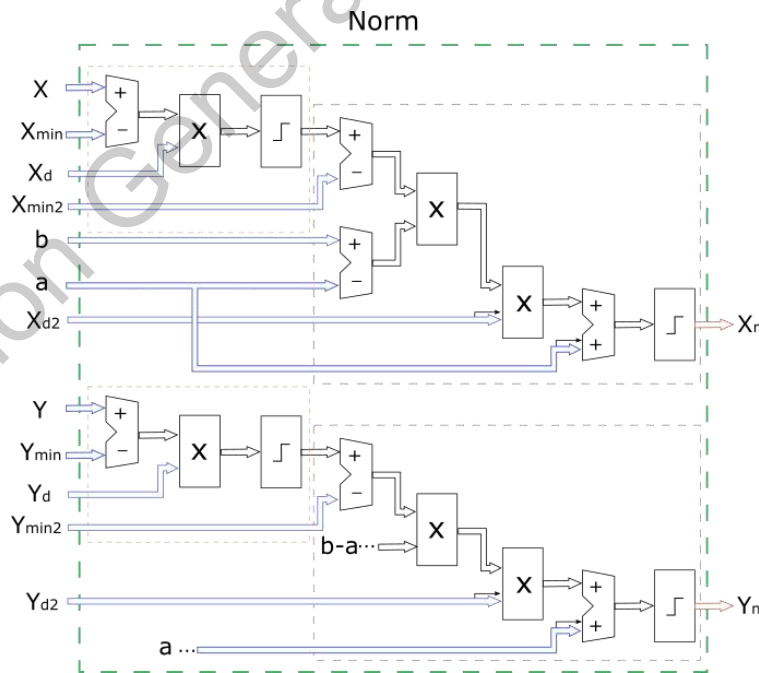 Norm
X
+
−
Xmin
X
Xd
Xmin2
+
−
X
b
+
−
a
Xd2
X
+
+
Xn
Y
+
−
Ymin
X
Yd
Ymin2
+
−
X
b-a...
Yd2
X
+
+
Yn
a ...